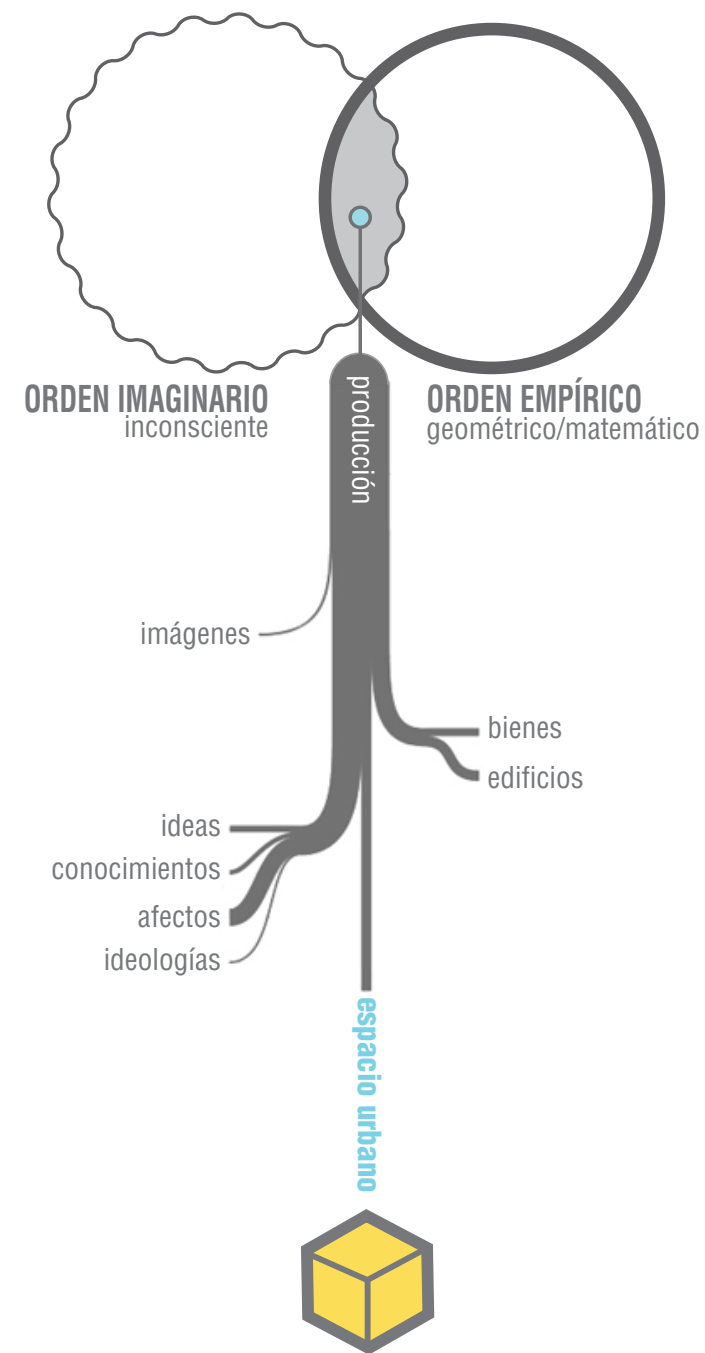 ORDEN IMAGINARIO
inconsciente
ORDEN EMPÍRICO
geométrico/matemático
producción
imágenes
bienes
edificios
ideas
conocimientos
afectos
ideologías
espacio urbano